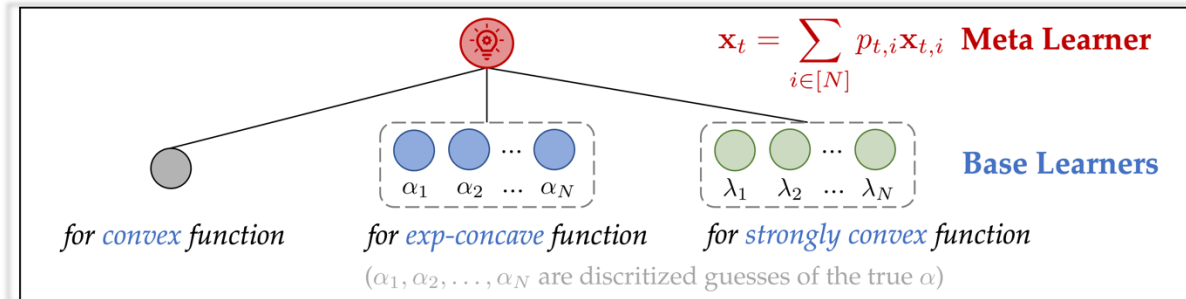 x_t = ∑_{i∈[N]} p_{t,i} x_{t,i} Meta Learner
... ...
α_1 α_2 ... α_N λ_1 λ_2 ... λ_N
Base Learners
for convex function for exp-concave function for strongly convex function
(α_1, α_2, . . . , α_N are discritized guesses of the true α)